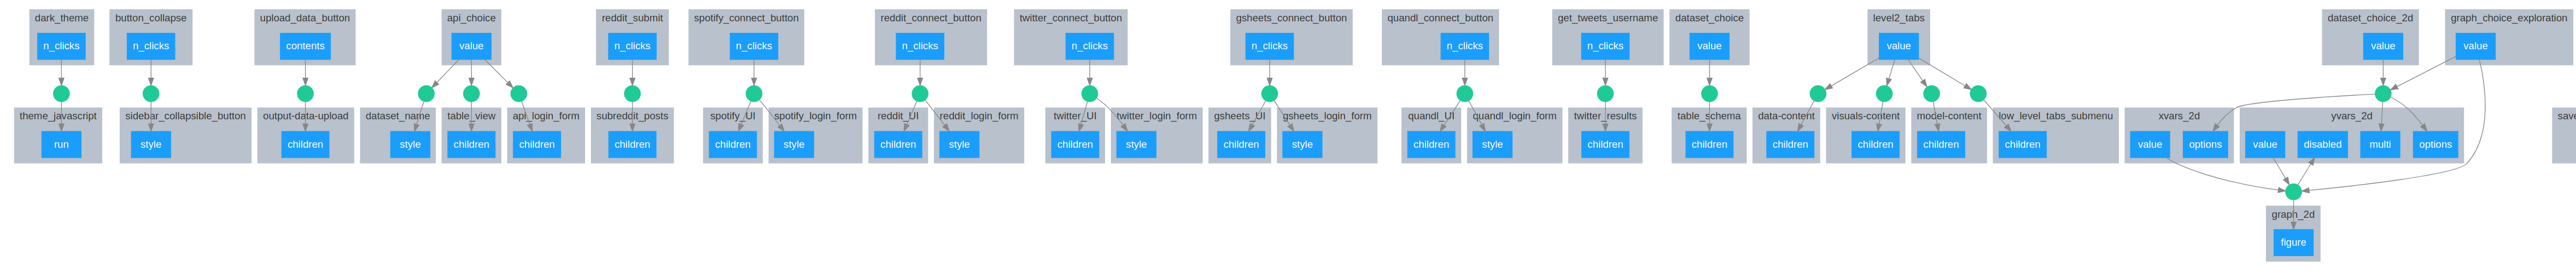 dark_theme
n_clicks
button_collapse
n_clicks
upload_data_button
contents
api_choice
value
reddit_submit
n_clicks
spotify_connect_button
n_clicks
reddit_connect_button
n_clicks
twitter_connect_button
n_clicks
gsheets_connect_button
n_clicks
quandl_connect_button
n_clicks
get_tweets_username
n_clicks
dataset_choice
value
level2_tabs
value
dataset_choice_2d
value
graph_choice_exploration
value
theme_javascript
run
sidebar_collapsible_button
style
output-data-upload
children
dataset_name
style
table_view
children
api_login_form
children
subreddit_posts
children
spotify_UI
children
spotify_login_form
style
reddit_UI
children
reddit_login_form
style
twitter_UI
children
twitter_login_form
style
gsheets_UI
children
gsheets_login_form
style
quandl_UI
children
quandl_login_form
style
twitter_results
children
table_schema
children
data-content
children
visuals-content
children
model-content
children
low_level_tabs_submenu
children
xvars_2d
value
options
yvars_2d
value
disabled
multi
options
save
graph_2d
figure